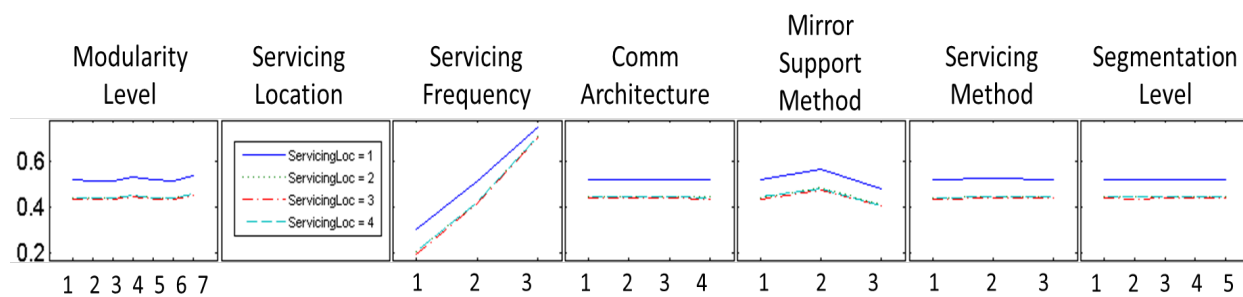 Modularity
Level
Servicing
Location
Servicing
Frequency
Comm
Architecture
Mirror
Support
Method
Servicing
Method
Segmentation
Level
0.6
0.4
0.2
ServicingLoc = 1
ServicingLoc = 2
ServicingLoc = 3
ServicingLoc = 4
1 2 3 4 5 6 7
1 2 3
1 2 3 4
1 2 3
1 2 3
1 2 3 4 5